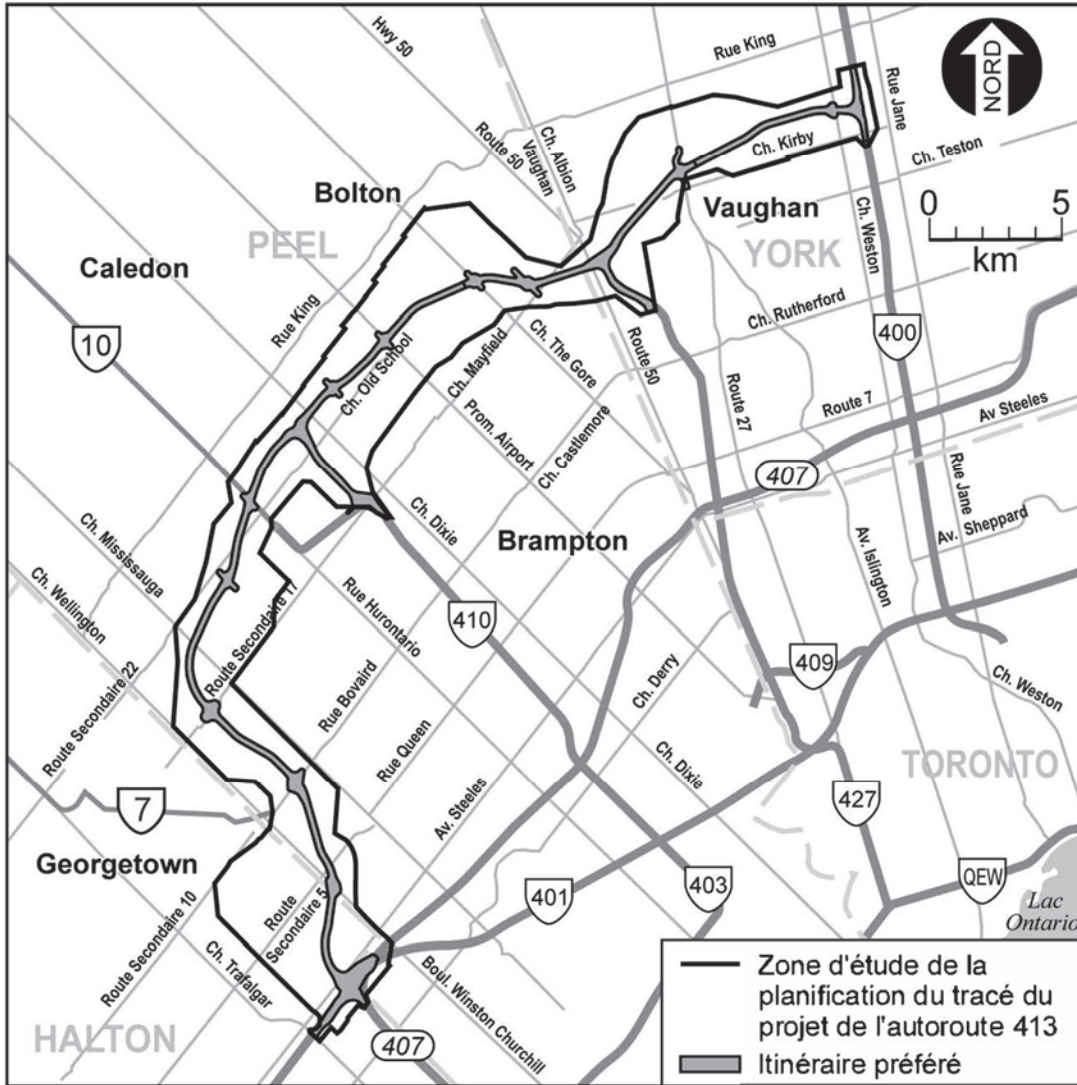 Hwy 50
Rue King
Rue Jane
NORD
Route 50
Ch. Albion
Vaughan
Ch. Kirby
Ch. Teston
Bolton
PEEL
Vaughan
YORK
0 5
km
Ch. Weston
Caledon
Rue King
Ch. Rutherford
10
400
Ch. Old School
Ch. Mayfield
Ch. The Gore
Route 50
Route 27
Route 7
Av Steeles
Prom. Airport
Ch. Castlemore
407
Rue Jane
Ch. Mississauga
Ch. Dixie
Brampton
Av. Sheppard
Ch. Wellington
Av. Islington
Route Secondaire 17
Rue Hurontario
410
409
Route Secondaire 22
Rue Bovaird
Ch. Derry
Ch. Weston
Rue Queen
Ch. Dixie
TORONTO
7
Av. Steeles
427
Georgetown
401
403
QEW
Lac
Ontario
Route Secondaire 10
Route
Secondaire 5
Ch. Trafalgar
Boul. Winston Churchill
HALTON
407
Zone d'étude de la
planification du tracé du
projet de l'autoroute 413
Itinéraire préféré